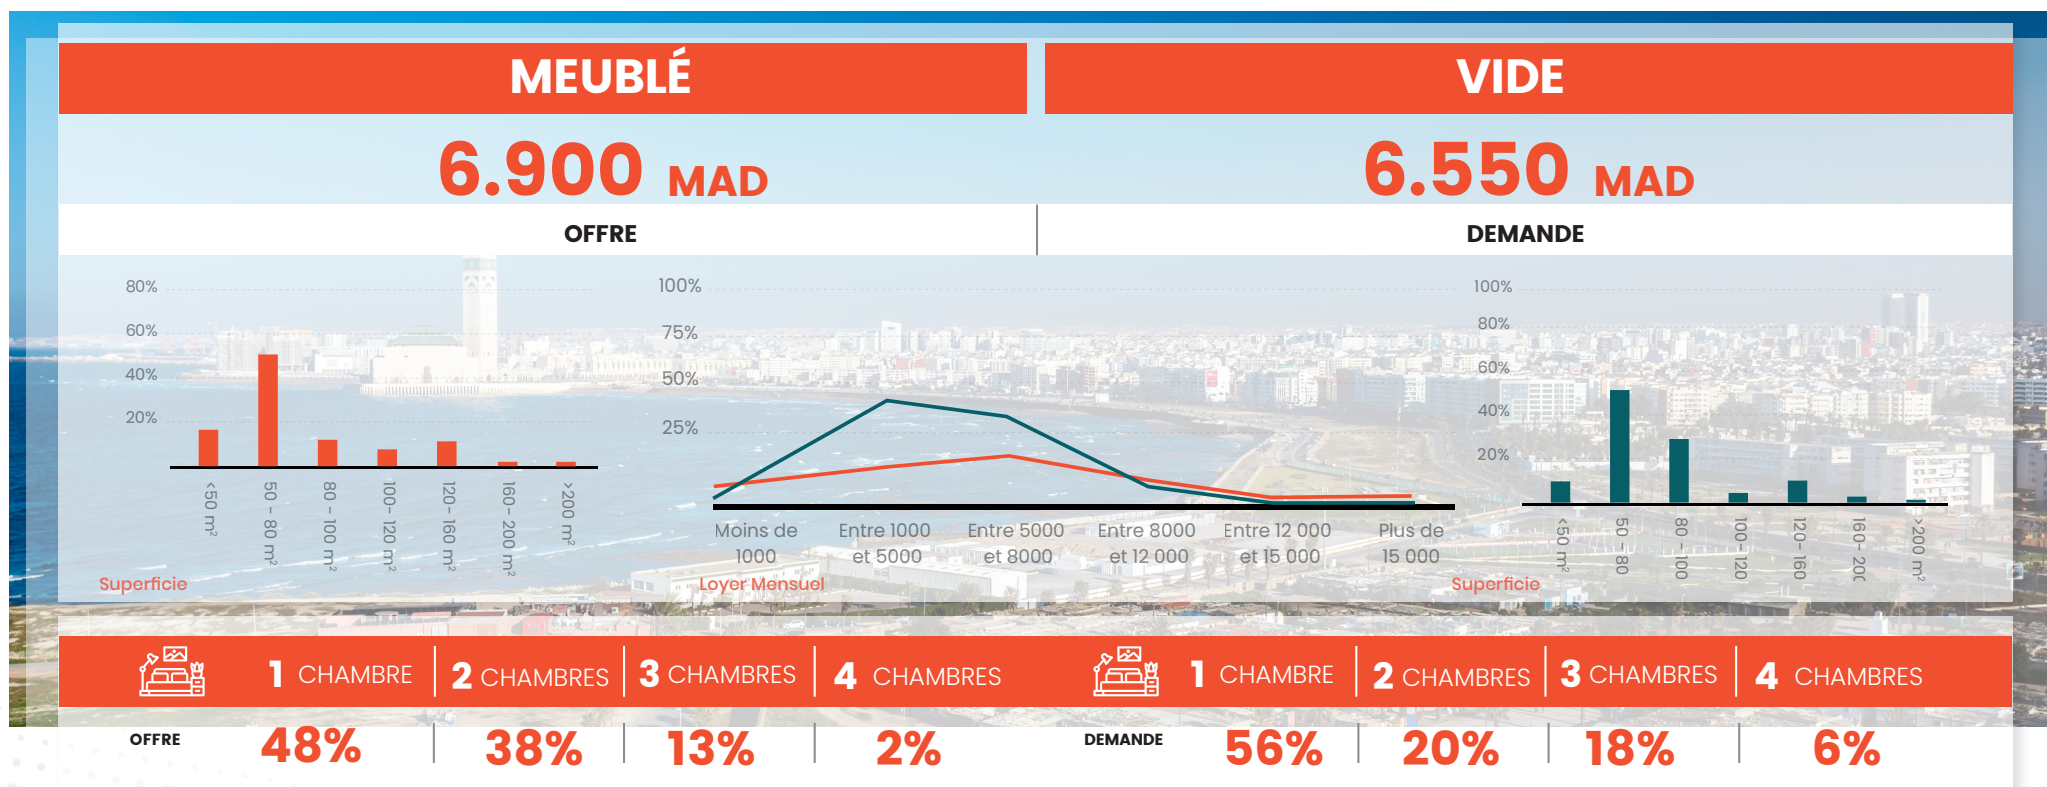 MEUBLÉ
VIDE
6.900 MAD
6.550 MAD
OFFRE
DEMANDE
80%
60%
40%
20%
<50 m²
50 - 80 m²
80 - 100 m²
100- 120 m²
120- 160 m²
160- 200 m²
>200 m²
Superficie
100%
75%
50%
25%
Moins de
1000
Entre 1000
et 5000
Entre 5000
et 8000
Entre 8000
et 12 000
Entre 12 000
et 15 000
Plus de
15 000
Loyer Mensuel
100%
80%
60%
40%
20%
<50 m²
50 - 80
80 - 100
100- 120
120- 160
160- 200
>200 m²
Superficie
1 CHAMBRE
2 CHAMBRES
3 CHAMBRES
4 CHAMBRES
1 CHAMBRE
2 CHAMBRES
3 CHAMBRES
4 CHAMBRES
OFFRE
48%
38%
13%
2%
DEMANDE
56%
20%
18%
6%